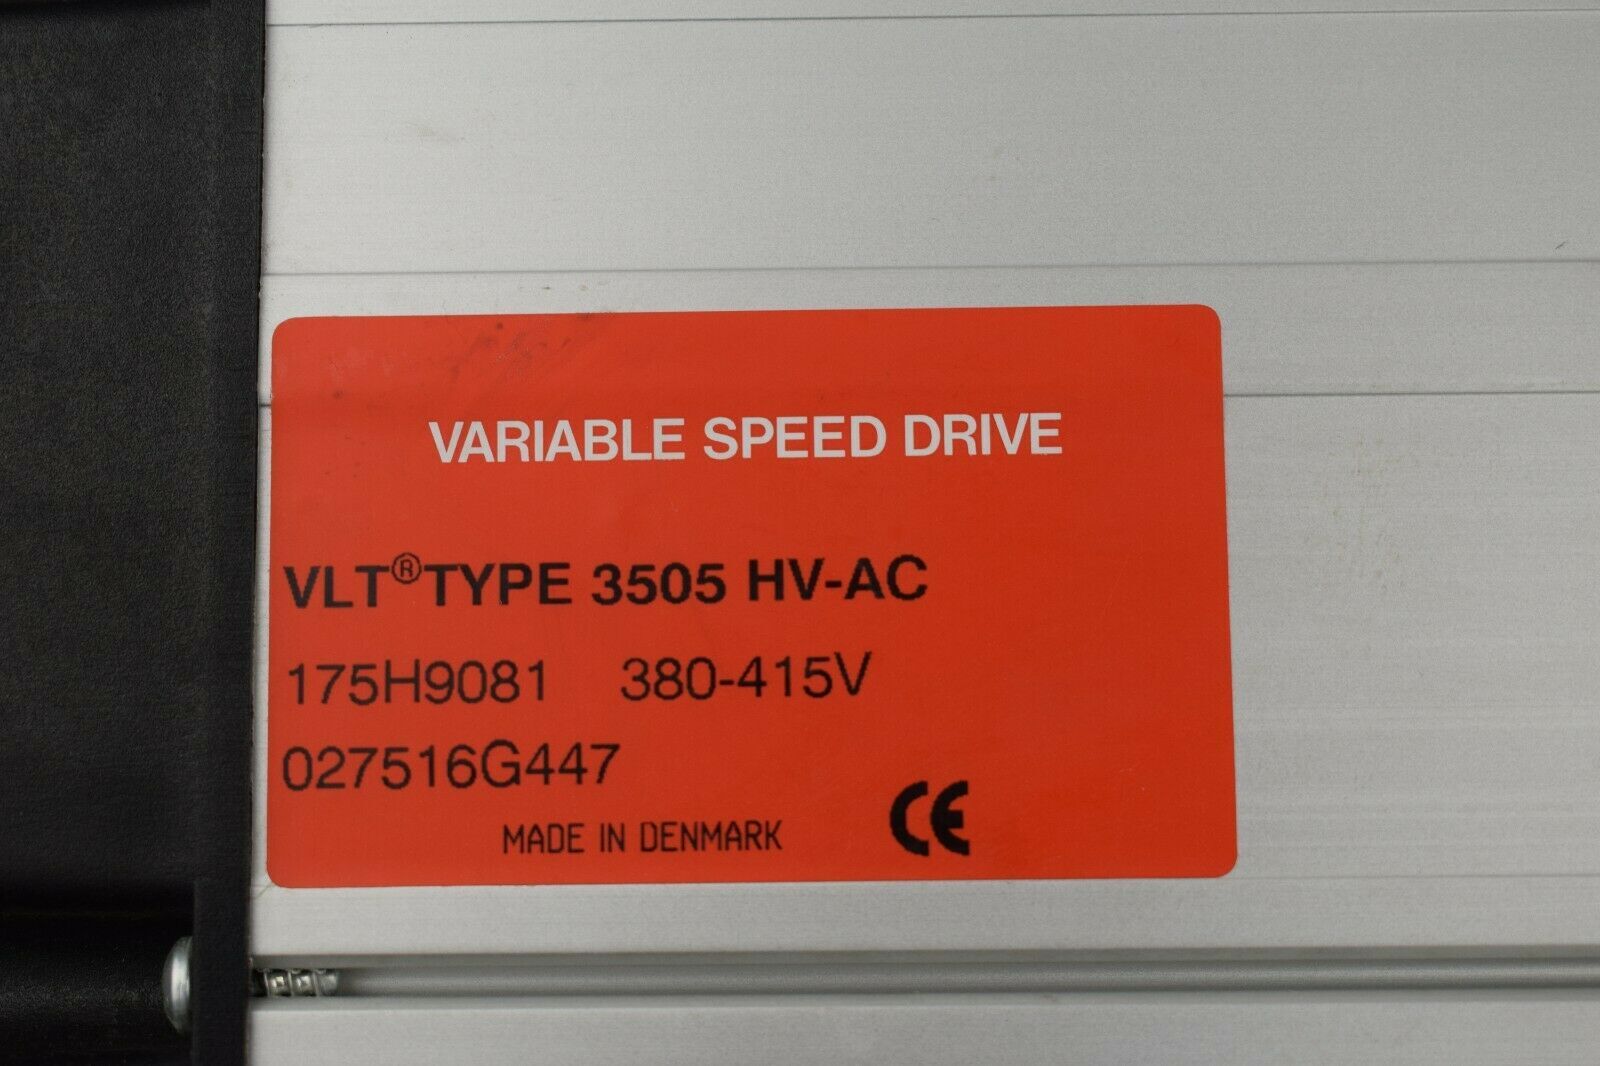 VARIABLE SPEED DRIVE
VLT®TYPE 3505 HV-AC
175H9081 380-415V
027516G447
MADE IN DENMARK CE